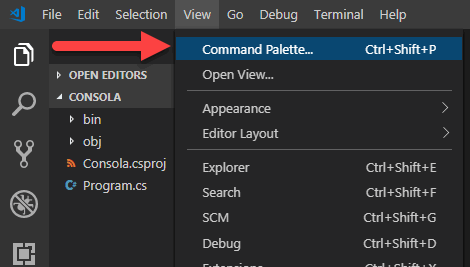 File Edit Selection View Go Debug Terminal Help
Command Palette... Ctrl+Shift+P
Open View...
OPEN EDITORS
CONSOLA
Appearance
bin
Editor Layout
obj
Consola.csproj
Explorer Ctrl+Shift+E
C# Program.cs
Search Ctrl+Shift+F
SCM Ctrl+Shift+G
Debug Ctrl+Shift+D